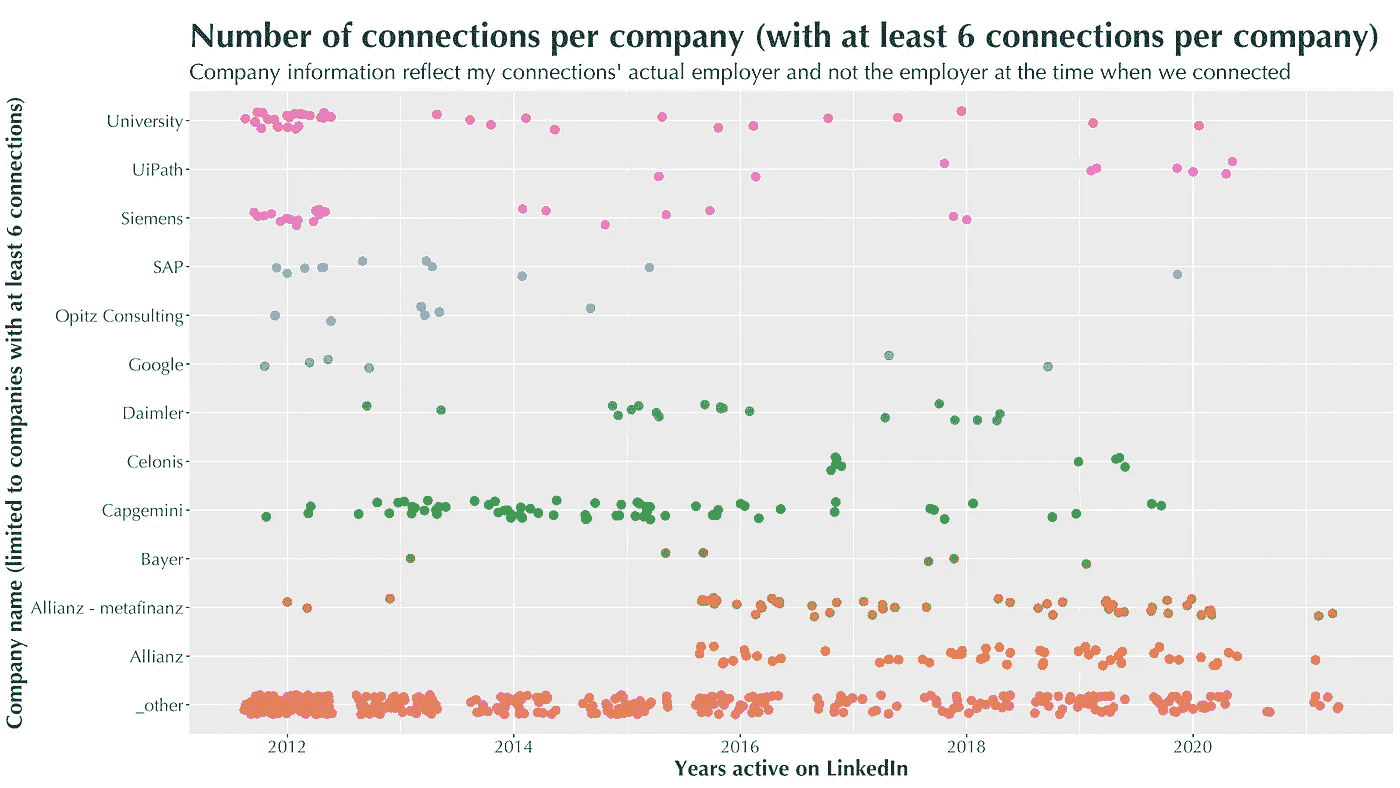 Number of connections per company (with at least 6 connections per company)
Company information reflect my connections' actual employer and not the employer at the time when we connected
Company name (limited to companies with at least 6 connections)
University
UiPath
Siemens
SAP
Opitz Consulting
Google
Daimler
Celonis
Capgemini
Bayer
Allianz - metafinanz
Allianz
_other
2012 2014 2016 2018 2020
Years active on LinkedIn